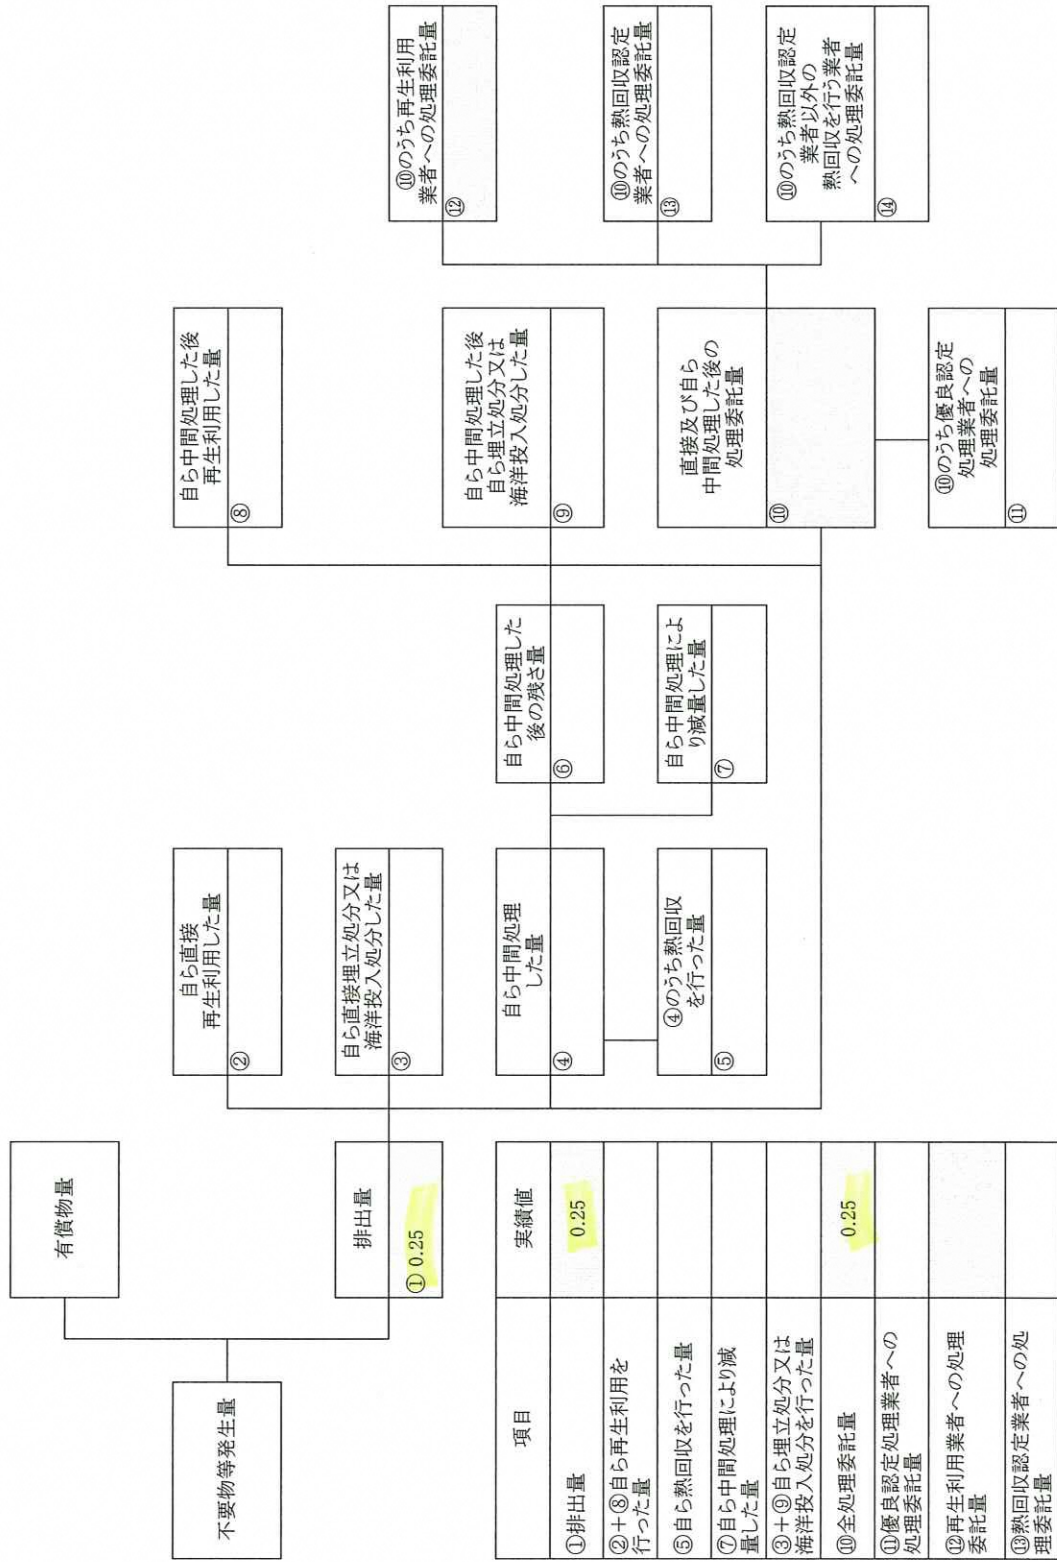 有償物量
不要物等発生量
排出量
① 0.25
自ら直接
再生利用した量
②
自ら直接埋立処分又は
海洋投入処分した量
③
自ら中間処理
した量
④
④のうち熱回収
を行った量
⑤
自ら中間処理した
後の残さ量
⑥
自ら中間処理によ
り減量した量
⑦
自ら中間処理した後
再生利用した量
⑧
自ら中間処理した後
自ら埋立処分又は
海洋投入処分した量
⑨
直接及び自ら
中間処理した後の
処理委託量
⑩
⑩のうち優良認定
処理業者への
処理委託量
⑪
⑩のうち再生利用
業者への処理委託量
⑫
⑩のうち熱回収認定
業者への処理委託量
⑬
⑩のうち熱回収認定
業者以外の
熱回収を行う業者
への処理委託量
⑭
項目 実績値
①排出量 0.25
②+⑧自ら再生利用を
行った量
⑤自ら熱回収を行った量
⑦自ら中間処理により減
量した量
③+⑨自ら埋立処分又は
海洋投入処分を行った量
⑩全処理委託量 0.25
⑪優良認定処理業者への
処理委託量
⑫再生利用業者への処理
委託量
⑬熱回収認定業者への処
理委託量